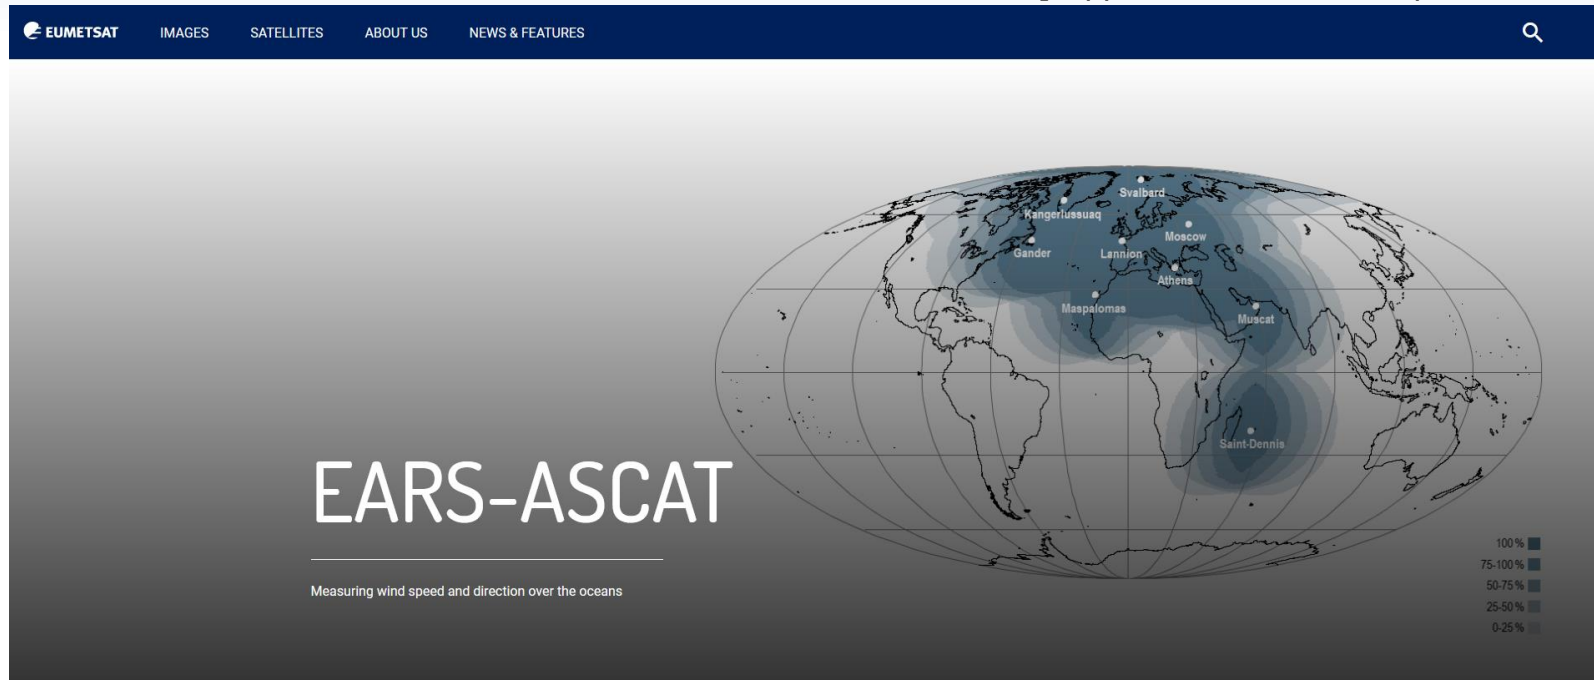 EUMETSAT IMAGES SATELLITES ABOUT US NEWS & FEATURES
Svalbard
Kangerlussuaq
Moscow
Gander
Lannion
Athens
Maspalomas
Muscat
Saint-Dennis
EARS-ASCAT
Measuring wind speed and direction over the oceans
100 %
75-100 %
50-75 %
25-50 %
0-25 %